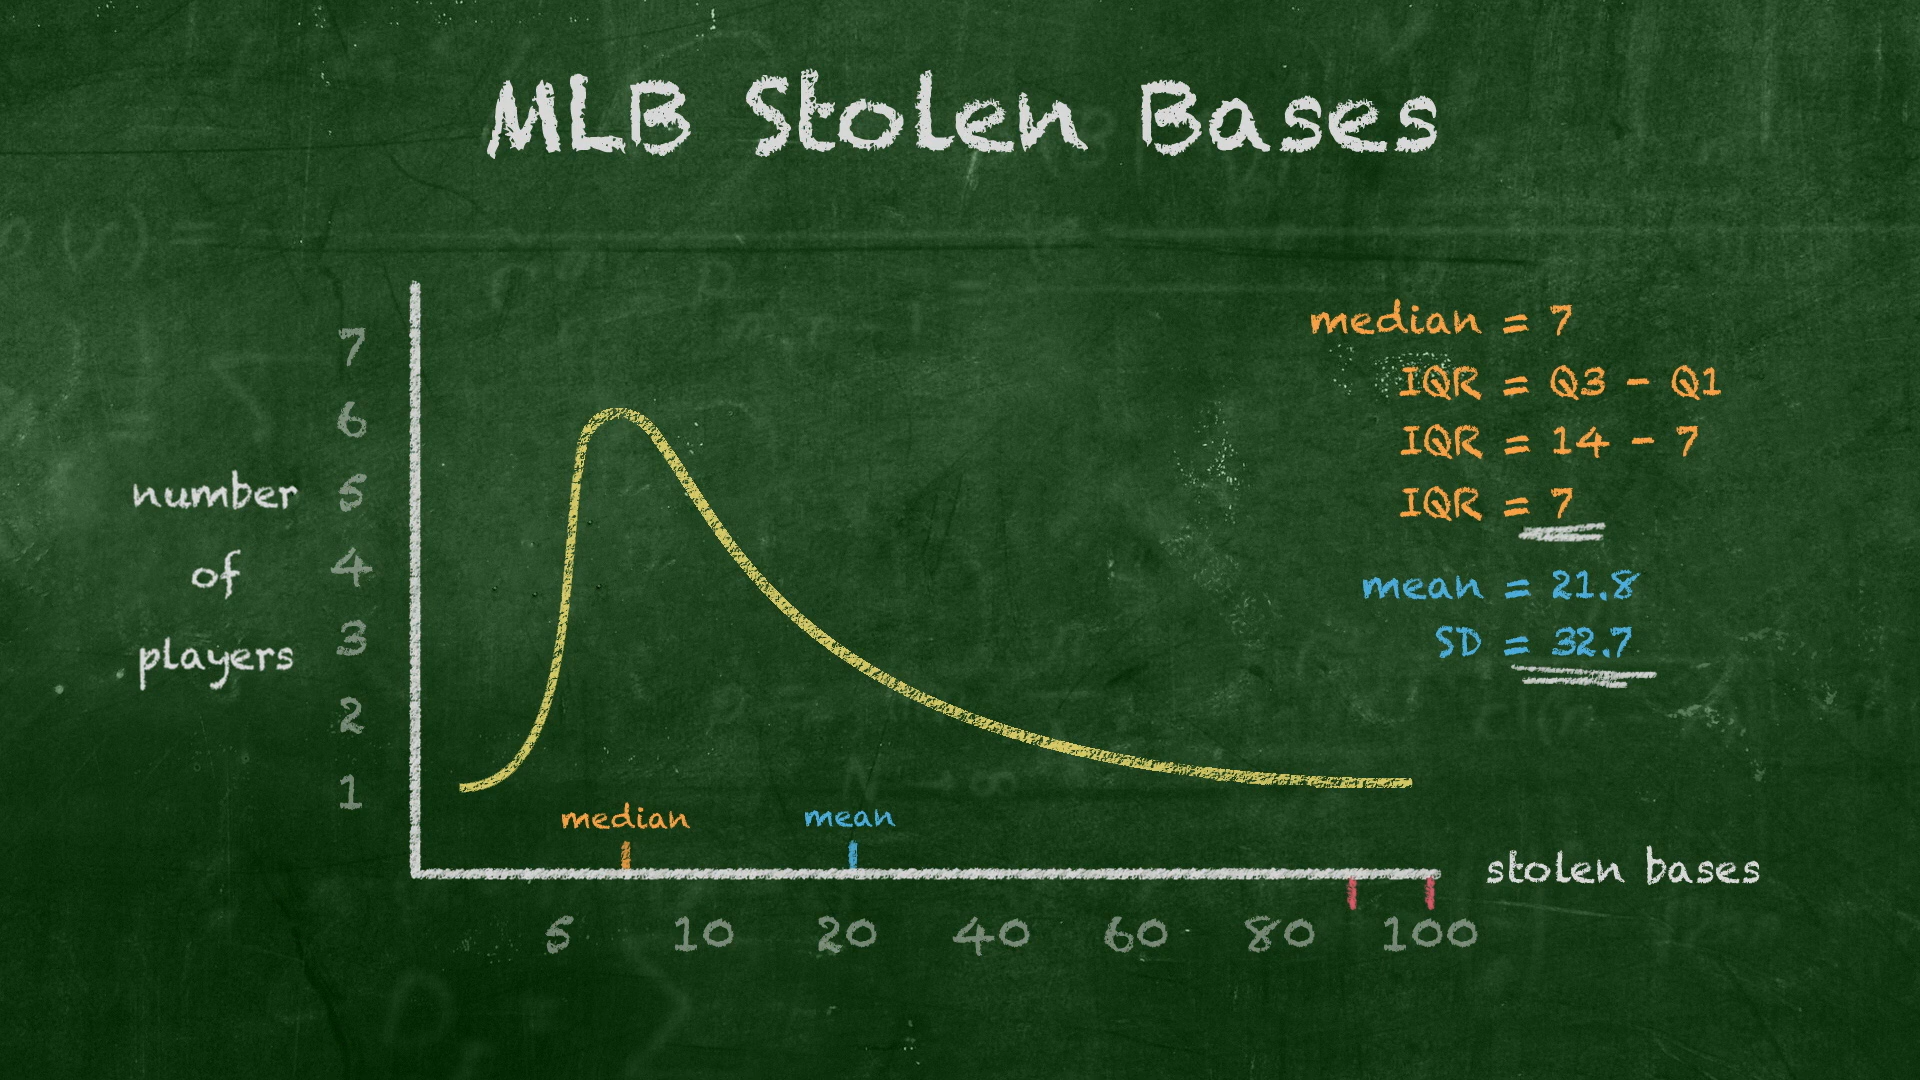 MLB Stolen Bases
number
of
players
7
6
5
4
3
2
1
median = 7
IQR = Q3 - Q1
IQR = 14 - 7
IQR = 7
mean = 21.8
SD = 32.7
median
mean
stolen bases
5 10 20 40 60 80 100